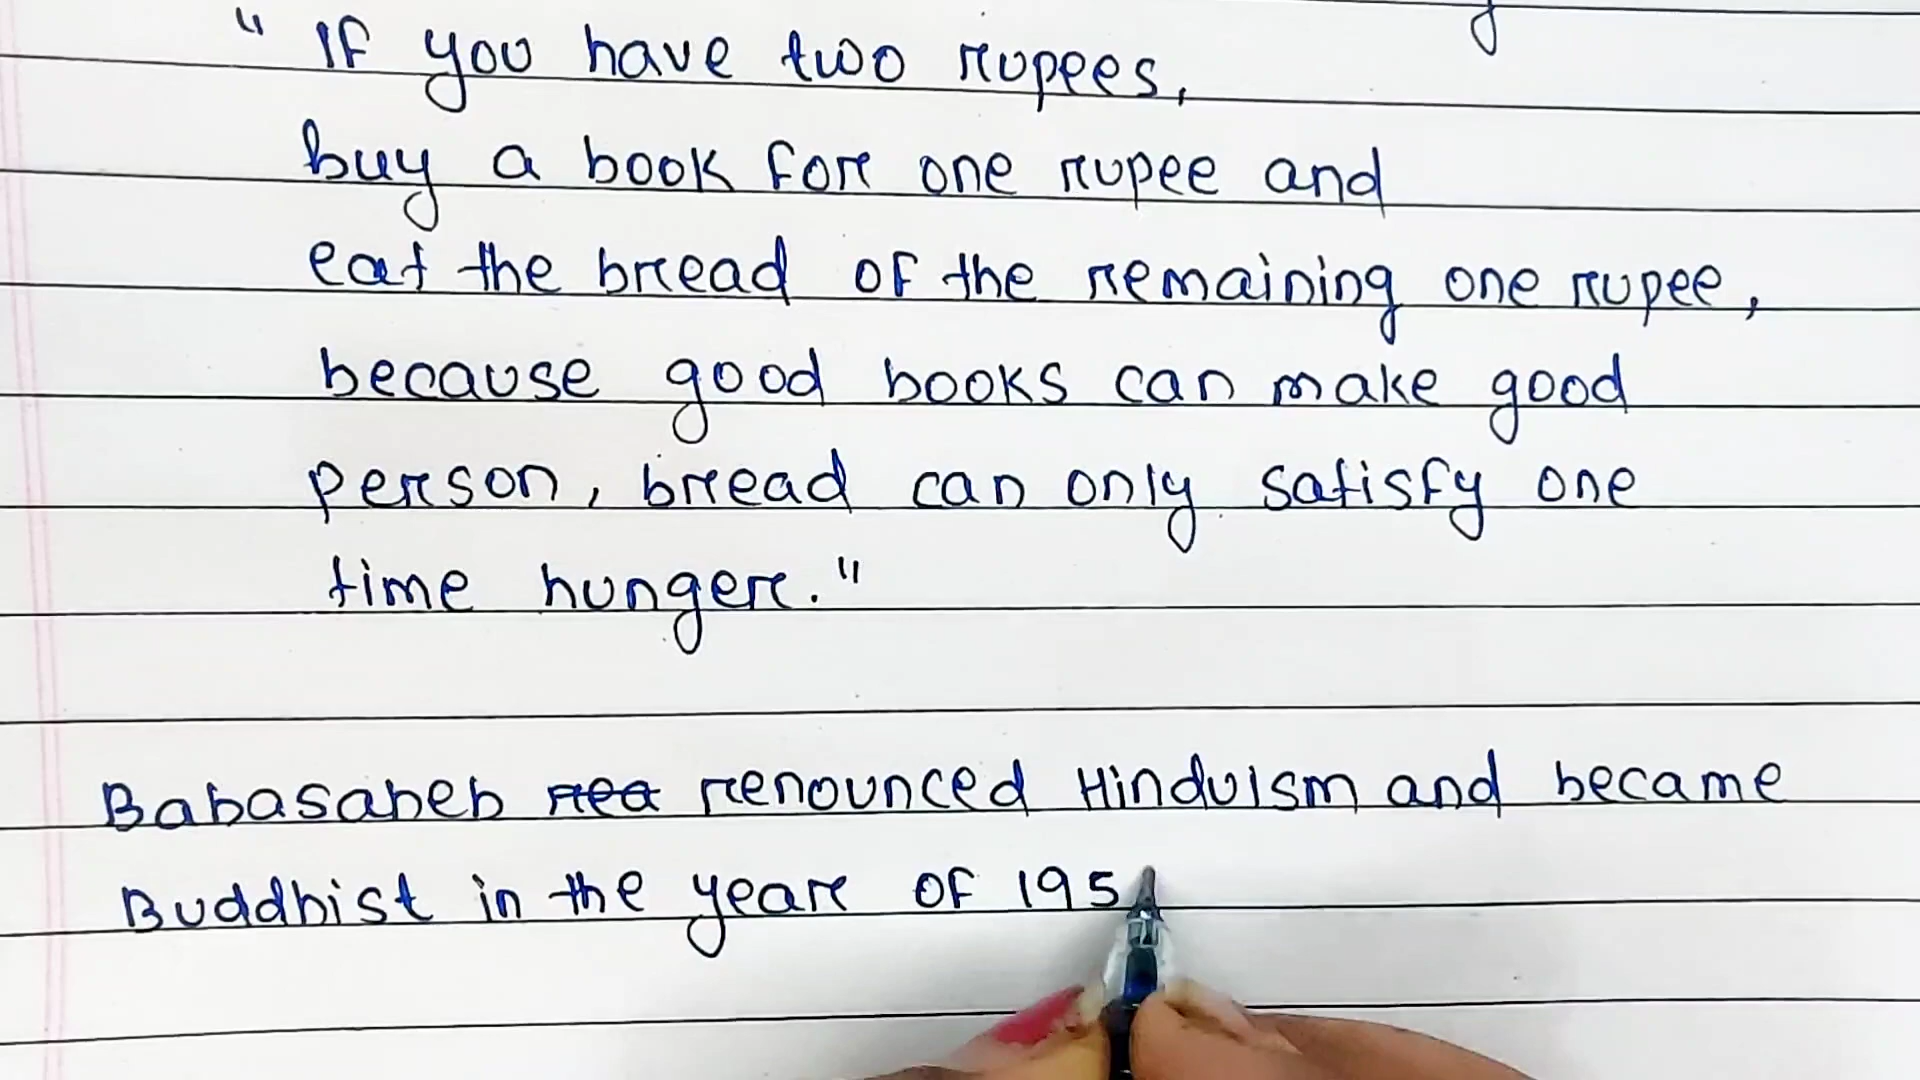 " If you have two rupees,
buy a book for one rupee and
eat the bread of the remaining one rupee,
because good books can make good
person, bread can only satisfy one
time hunger."
Babasaheb rea renounced Hinduism and became
Buddhist in the year of 195